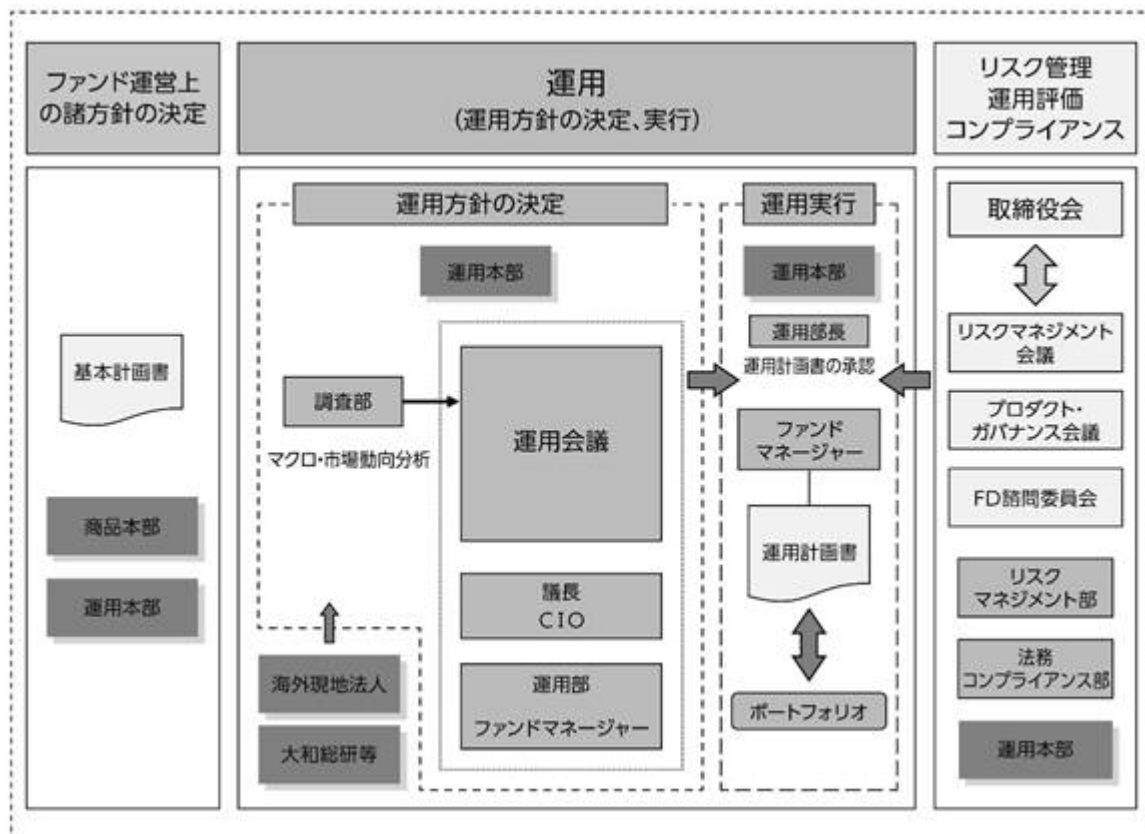 ファンド運営上
の諸方針の決定
基本計画書
商品本部
運用本部
運用
(運用方針の決定、実行)
運用方針の決定
運用本部
調査部
マクロ・市場動向分析
運用会議
議長
CIO
運用部
ファンドマネージャー
海外現地法人
大和総研等
運用実行
運用本部
運用部長
運用計画書の承認
ファンド
マネージャー
運用計画書
ポートフォリオ
リスク管理
運用評価
コンプライアンス
取締役会
リスクマネジメント
会議
プロダクト・
ガバナンス会議
FD諮問委員会
リスク
マネジメント部
法務
コンプライアンス部
運用本部